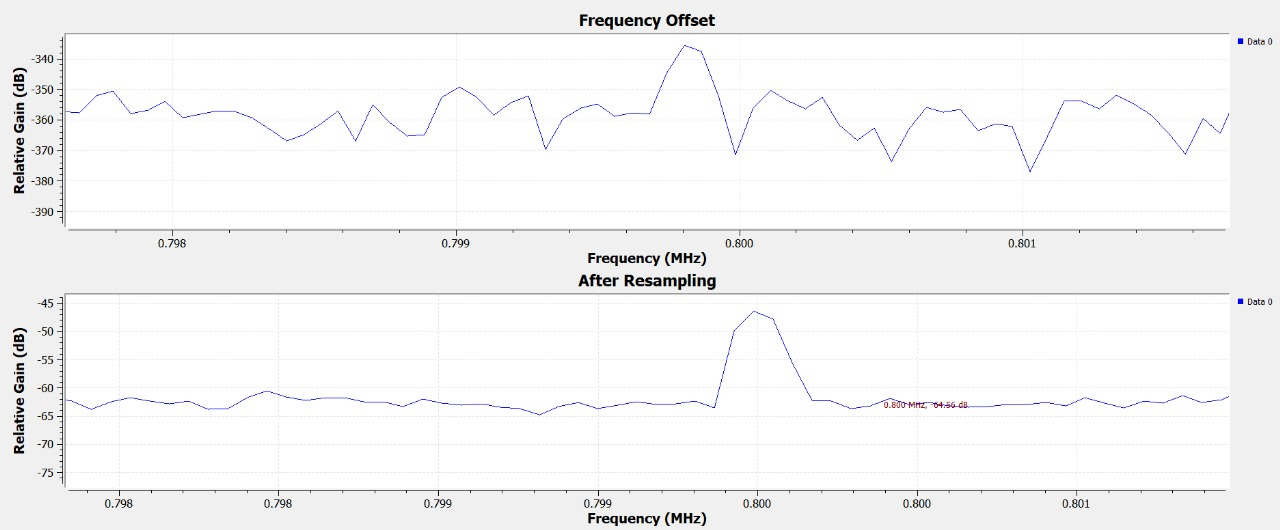 Frequency Offset
Relative Gain (dB)
-340
-350
-360
-370
-380
-390
0.798 0.799 0.800 0.801
Frequency (MHz)
Data 0
After Resampling
Relative Gain (dB)
-45
-50
-55
-60
-65
-70
-75
0.800 MHz, -64.56 dB
0.798 0.798 0.799 0.799 0.800 0.800 0.801
Frequency (MHz)
Data 0